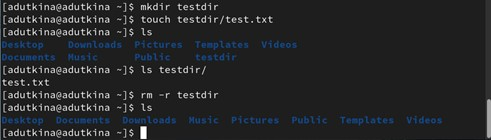 [adutkina@adutkina ~]$ mkdir testdir
[adutkina@adutkina ~]$ touch testdir/test.txt
[adutkina@adutkina ~]$ ls
Desktop    Downloads  Pictures  Templates  Videos
Documents  Music      Public    testdir
[adutkina@adutkina ~]$ ls testdir/
test.txt
[adutkina@adutkina ~]$ rm -r testdir
[adutkina@adutkina ~]$ ls
Desktop  Documents  Downloads  Music  Pictures  Public  Templates  Videos
[adutkina@adutkina ~]$